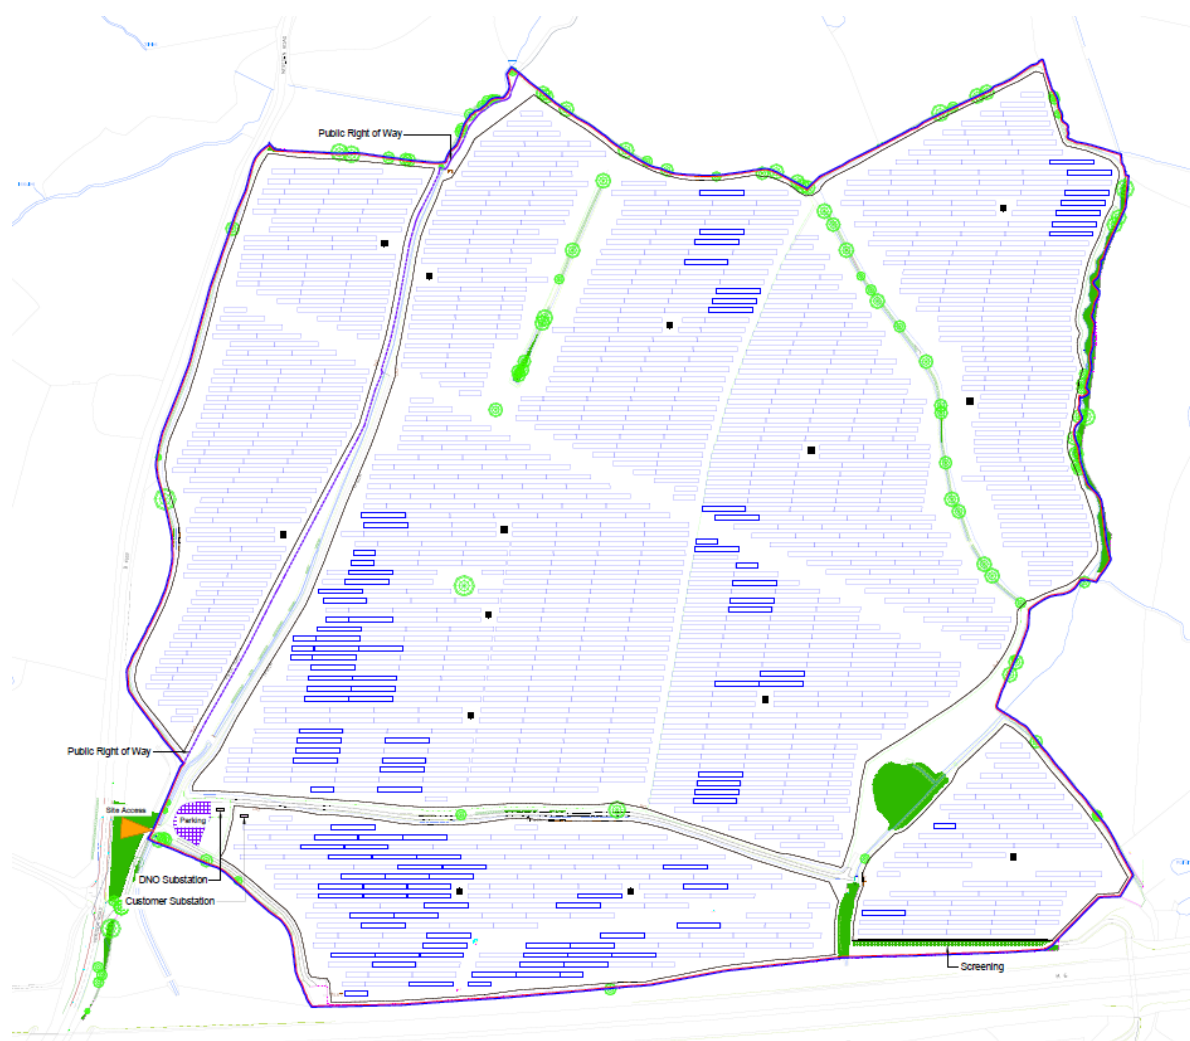 Public Right of Way
Public Right of Way
Site Access
Parking
DNO Substation
Customer Substation
Screening